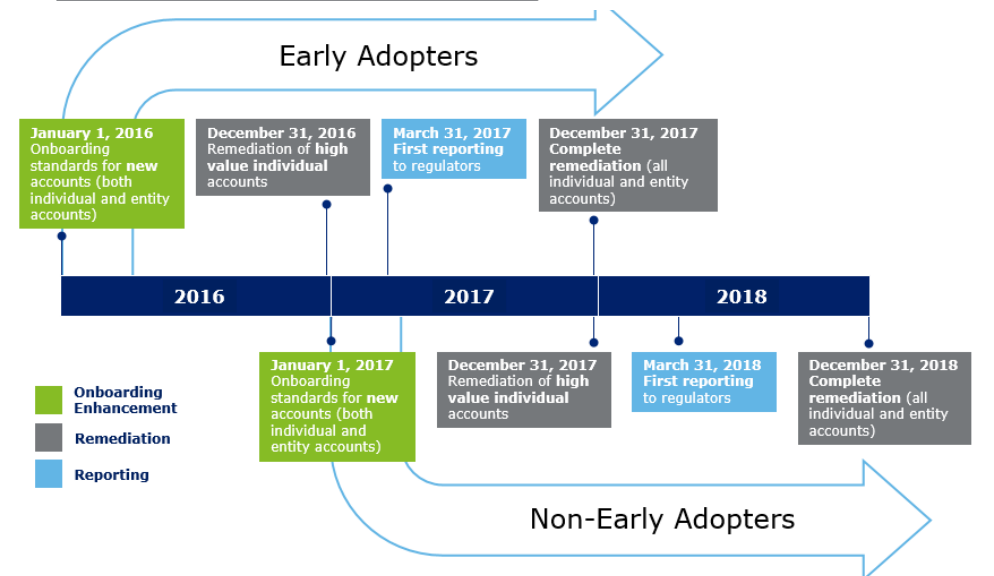 Early Adopters
January 1, 2016
Onboarding
standards for new
accounts (both
individual and entity
accounts)
December 31, 2016
Remediation of high
value individual
accounts
March 31, 2017
First reporting
to regulators
December 31, 2017
Complete
remediation (all
individual and entity
accounts)
2016
2017
2018
January 1, 2017
Onboarding
standards for new
accounts (both
individual and
entity accounts)
December 31, 2017
Remediation of high
value individual
accounts
March 31, 2018
First reporting
to regulators
December 31, 2018
Complete
remediation (all
individual and entity
accounts)
Onboarding
Enhancement
Remediation
Reporting
Non-Early Adopters